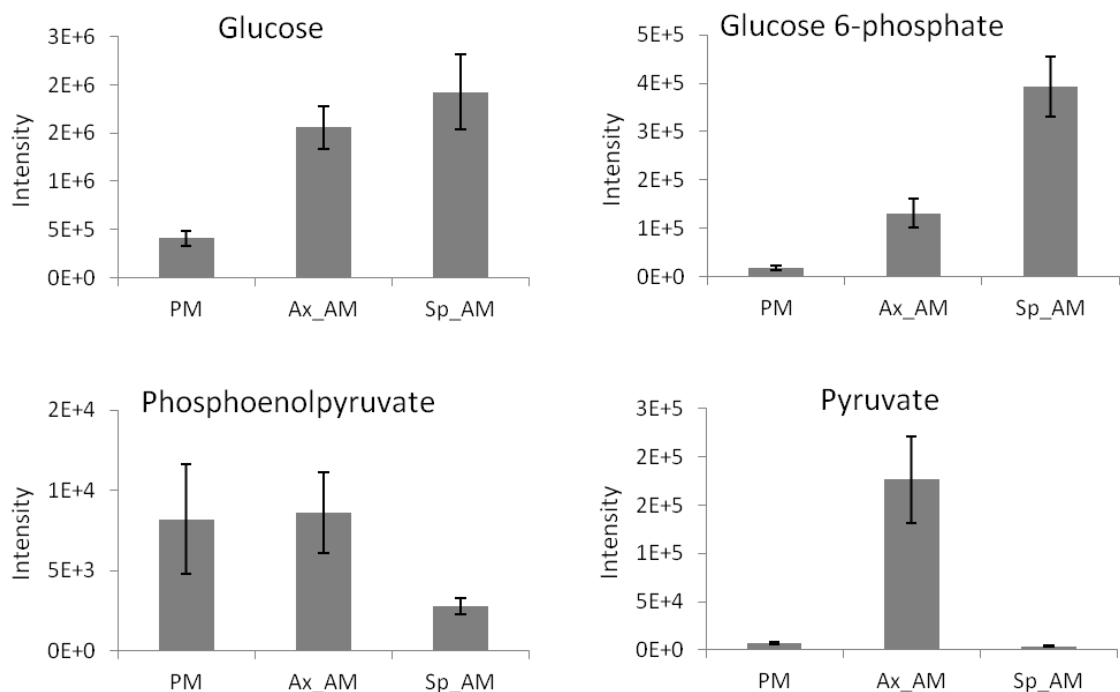 Glucose
Intensity
3E+6
2E+6
2E+6
1E+6
5E+5
0E+0
PM
Ax_AM
Sp_AM
Glucose 6-phosphate
Intensity
5E+5
4E+5
3E+5
2E+5
1E+5
0E+0
PM
Ax_AM
Sp_AM
Phosphoenolpyruvate
Intensity
2E+4
1E+4
5E+3
0E+0
PM
Ax_AM
Sp_AM
Pyruvate
Intensity
3E+5
2E+5
2E+5
1E+5
5E+4
0E+0
PM
Ax_AM
Sp_AM